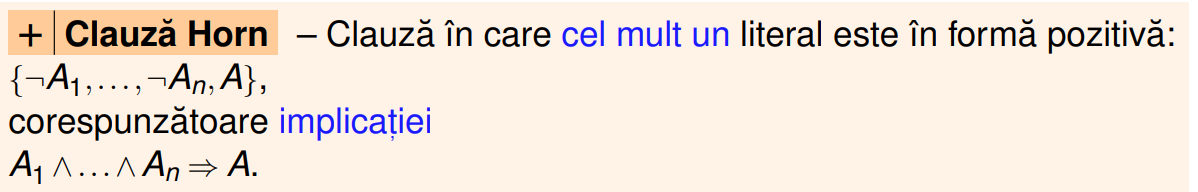 + Clauză Horn – Clauză în care cel mult un literal este în formă pozitivă:
{¬A₁,...,¬Aₙ,A},
corespunzătoare implicației
A₁ ∧...∧ Aₙ ⇒ A.